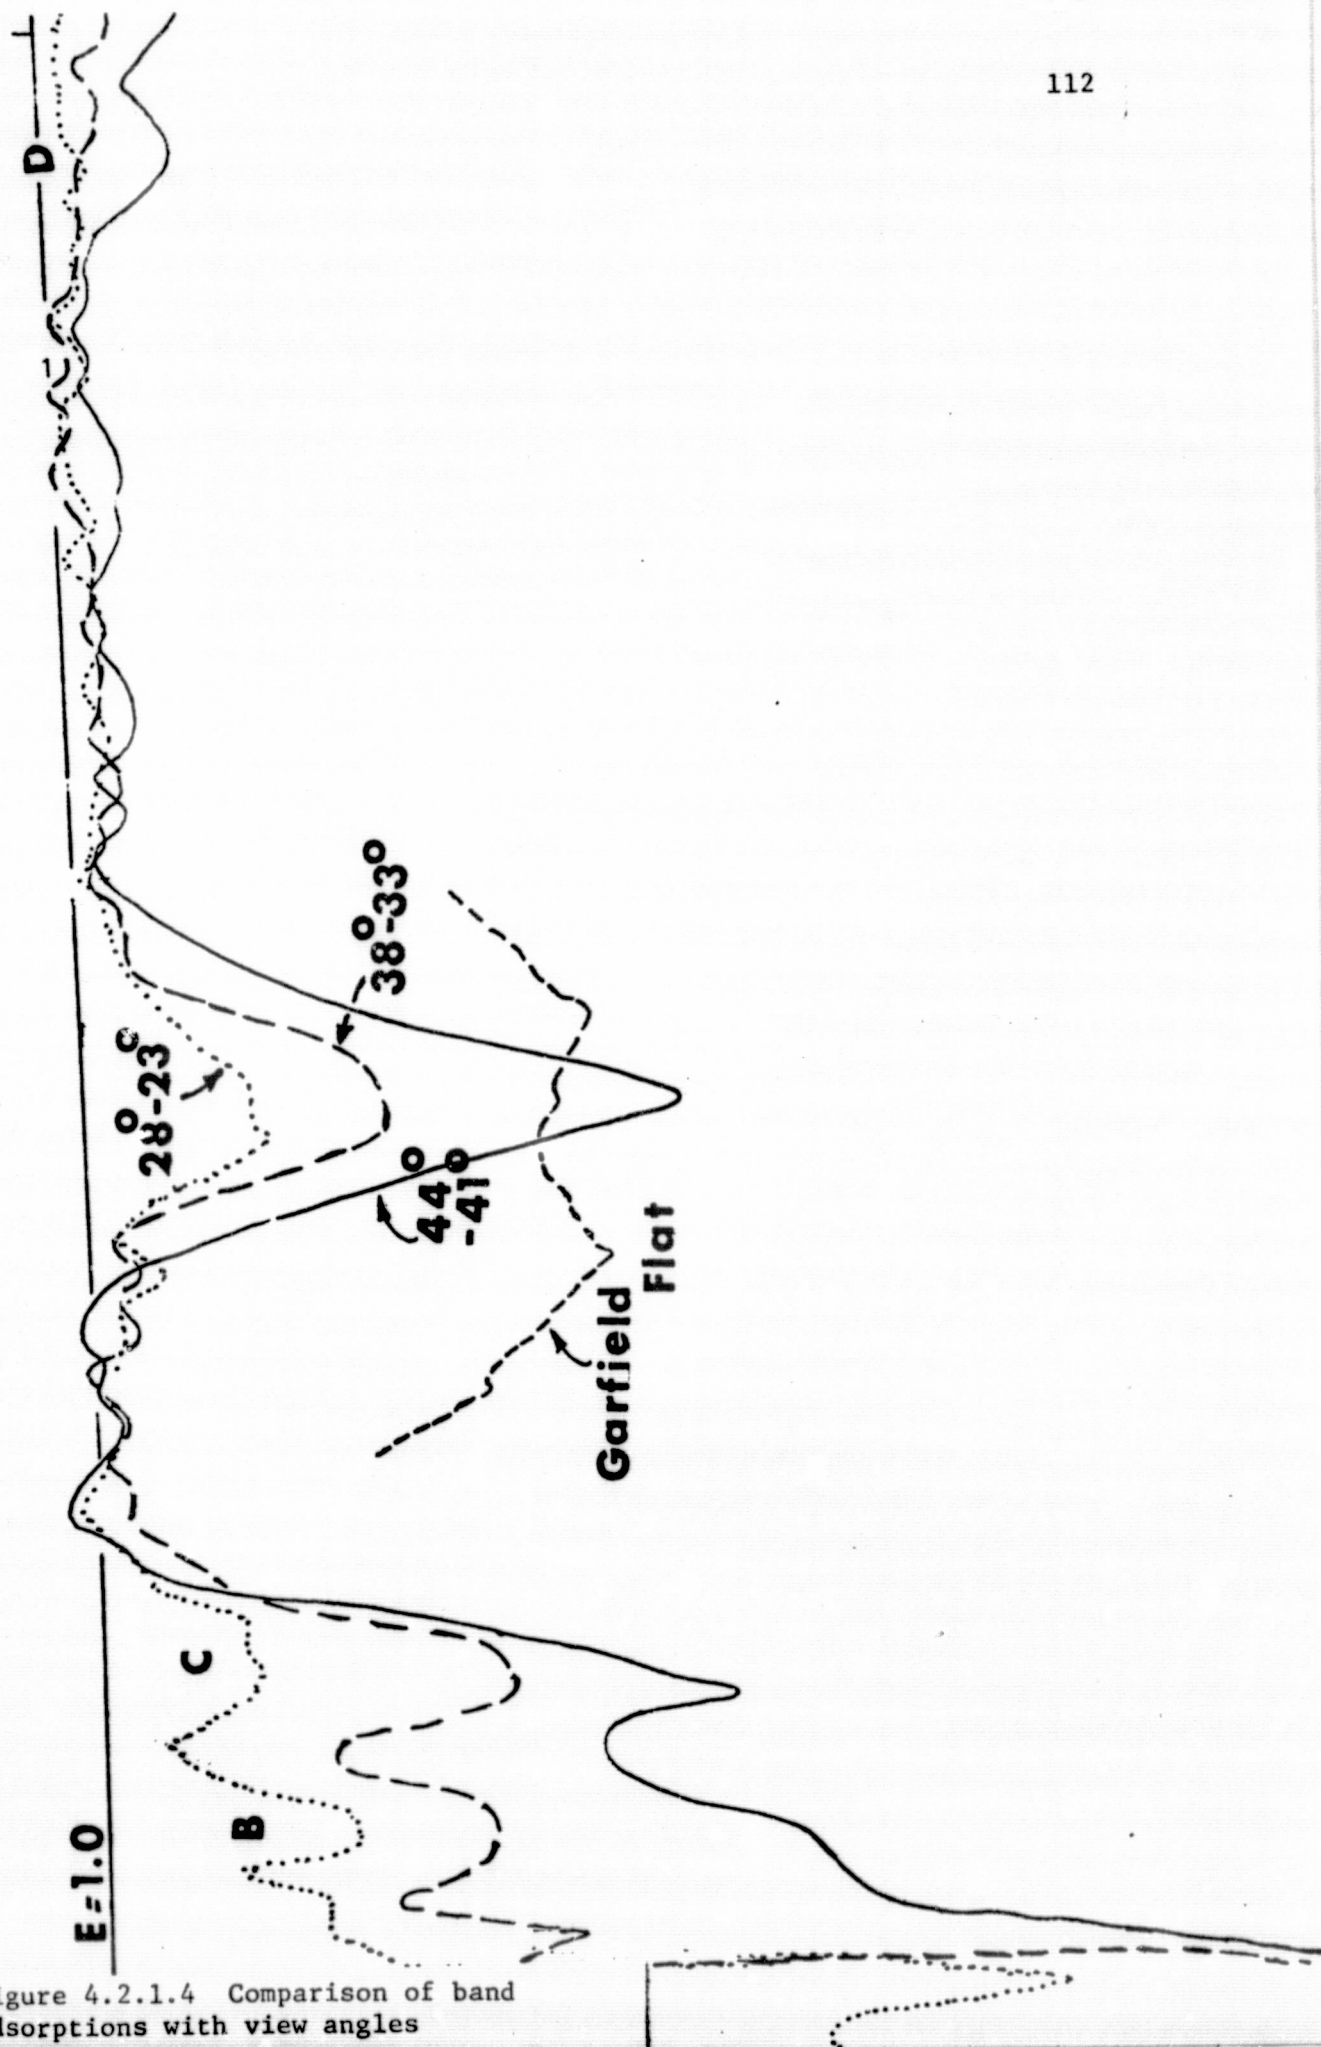 112
D
38°-33°
28°-23
44°
-41°
Garfield
Flat
C
B
E=1.0
igure 4.2.1.4 Comparison of band
dsorptions with view angles